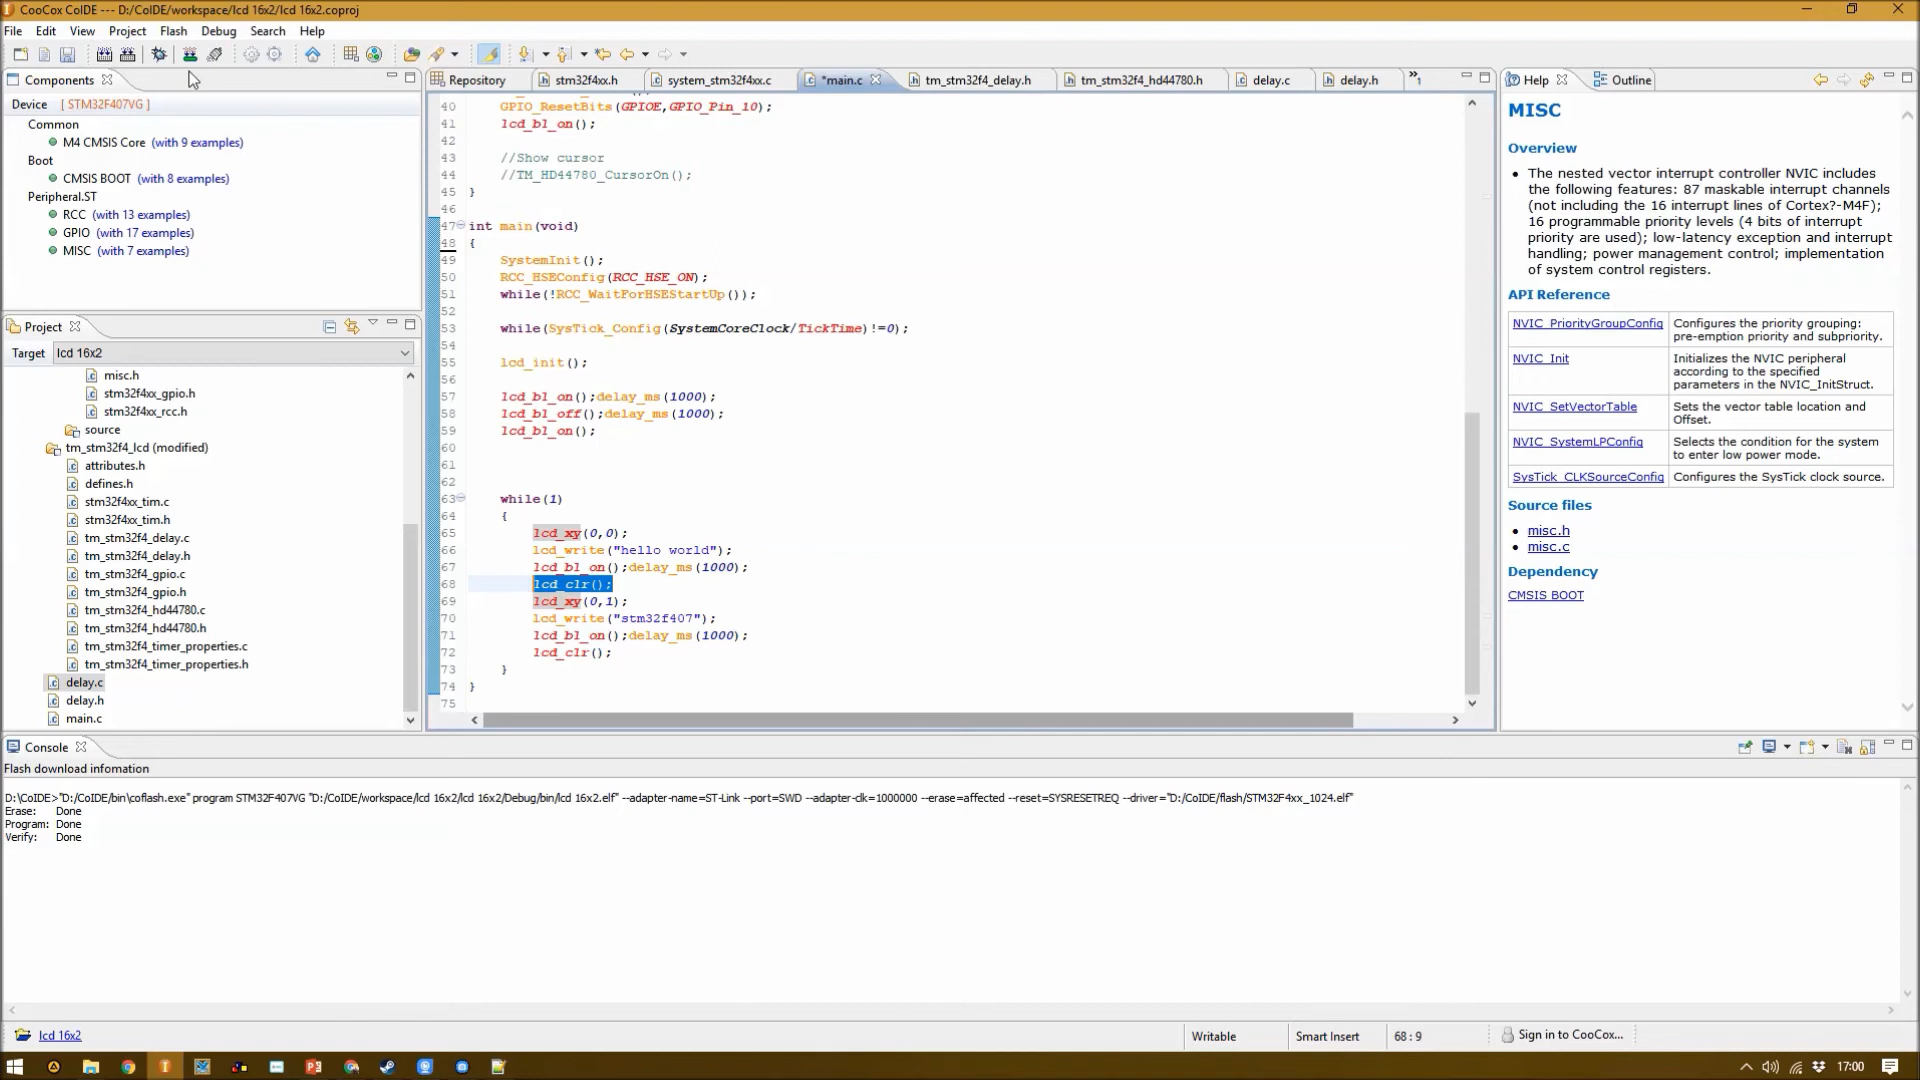 CooCox CoIDE --- D:/CoIDE/workspace/lcd 16x2/lcd 16x2.coproj
File Edit View Project Flash Debug Search Help
Components
Device [ STM32F407VG ]
Common
M4 CMSIS Core (with 9 examples)
Boot
CMSIS BOOT (with 8 examples)
Peripheral.ST
RCC (with 13 examples)
GPIO (with 17 examples)
MISC (with 7 examples)
Project
Target lcd 16x2
misc.h
stm32f4xx_gpio.h
stm32f4xx_rcc.h
source
tm_stm32f4_lcd (modified)
attributes.h
defines.h
stm32f4xx_tim.c
stm32f4xx_tim.h
tm_stm32f4_delay.c
tm_stm32f4_delay.h
tm_stm32f4_gpio.c
tm_stm32f4_gpio.h
tm_stm32f4_hd44780.c
tm_stm32f4_hd44780.h
tm_stm32f4_timer_properties.c
tm_stm32f4_timer_properties.h
delay.c
delay.h
main.c
Repository stm32f4xx.h system_stm32f4xx.c *main.c tm_stm32f4_delay.h tm_stm32f4_hd44780.h delay.c delay.h »1
40 GPIO_ResetBits(GPIOE,GPIO_Pin_10);
41 lcd_bl_on();
42
43 //Show cursor
44 //TM_HD44780_CursorOn();
45 }
46
47 int main(void)
48 {
49 SystemInit();
50 RCC_HSEConfig(RCC_HSE_ON);
51 while(!RCC_WaitForHSEStartUp());
52
53 while(SysTick_Config(SystemCoreClock/TickTime)!=0);
54
55 lcd_init();
56
57 lcd_bl_on();delay_ms(1000);
58 lcd_bl_off();delay_ms(1000);
59 lcd_bl_on();
60
61
62
63 while(1)
64 {
65 lcd_xy(0,0);
66 lcd_write("hello world");
67 lcd_bl_on();delay_ms(1000);
68 lcd_clr();
69 lcd_xy(0,1);
70 lcd_write("stm32f407");
71 lcd_bl_on();delay_ms(1000);
72 lcd_clr();
73 }
74 }
75
Help Outline
MISC
Overview
The nested vector interrupt controller NVIC includes
the following features: 87 maskable interrupt channels
(not including the 16 interrupt lines of Cortex?-M4F);
16 programmable priority levels (4 bits of interrupt
priority are used); low-latency exception and interrupt
handling; power management control; implementation
of system control registers.
API Reference
NVIC_PriorityGroupConfig Configures the priority grouping:
pre-emption priority and subpriority.
NVIC_Init Initializes the NVIC peripheral
according to the specified
parameters in the NVIC_InitStruct.
NVIC_SetVectorTable Sets the vector table location and
Offset.
NVIC_SystemLPConfig Selects the condition for the system
to enter low power mode.
SysTick_CLKSourceConfig Configures the SysTick clock source.
Source files
misc.h
misc.c
Dependency
CMSIS BOOT
Console
Flash download infomation
D:\CoIDE>"D:/CoIDE/bin\coflash.exe" program STM32F407VG "D:/CoIDE/workspace/lcd 16x2/lcd 16x2/Debug/bin/lcd 16x2.elf" --adapter-name=ST-Link --port=SWD --adapter-clk=1000000 --erase=affected --reset=SYSRESETREQ --driver="D:/CoIDE/flash/STM32F4xx_1024.elf"
Erase: Done
Program: Done
Verify: Done
lcd 16x2
Writable Smart Insert 68 : 9 Sign in to CooCox...
17:00